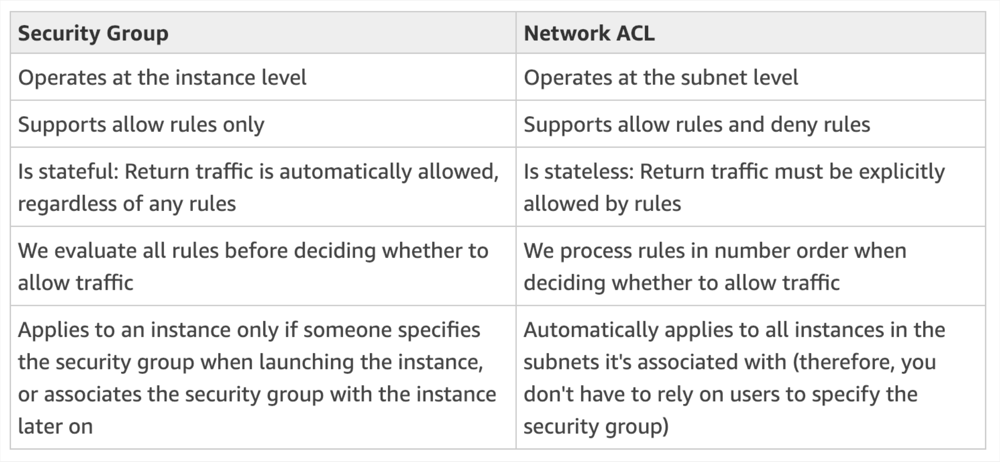 Security Group
Network ACL
Operates at the instance level
Operates at the subnet level
Supports allow rules only
Supports allow rules and deny rules
Is stateful: Return traffic is automatically allowed,
regardless of any rules
Is stateless: Return traffic must be explicitly
allowed by rules
We evaluate all rules before deciding whether to
allow traffic
We process rules in number order when
deciding whether to allow traffic
Applies to an instance only if someone specifies
the security group when launching the instance,
or associates the security group with the instance
later on
Automatically applies to all instances in the
subnets it's associated with (therefore, you
don't have to rely on users to specify the
security group)